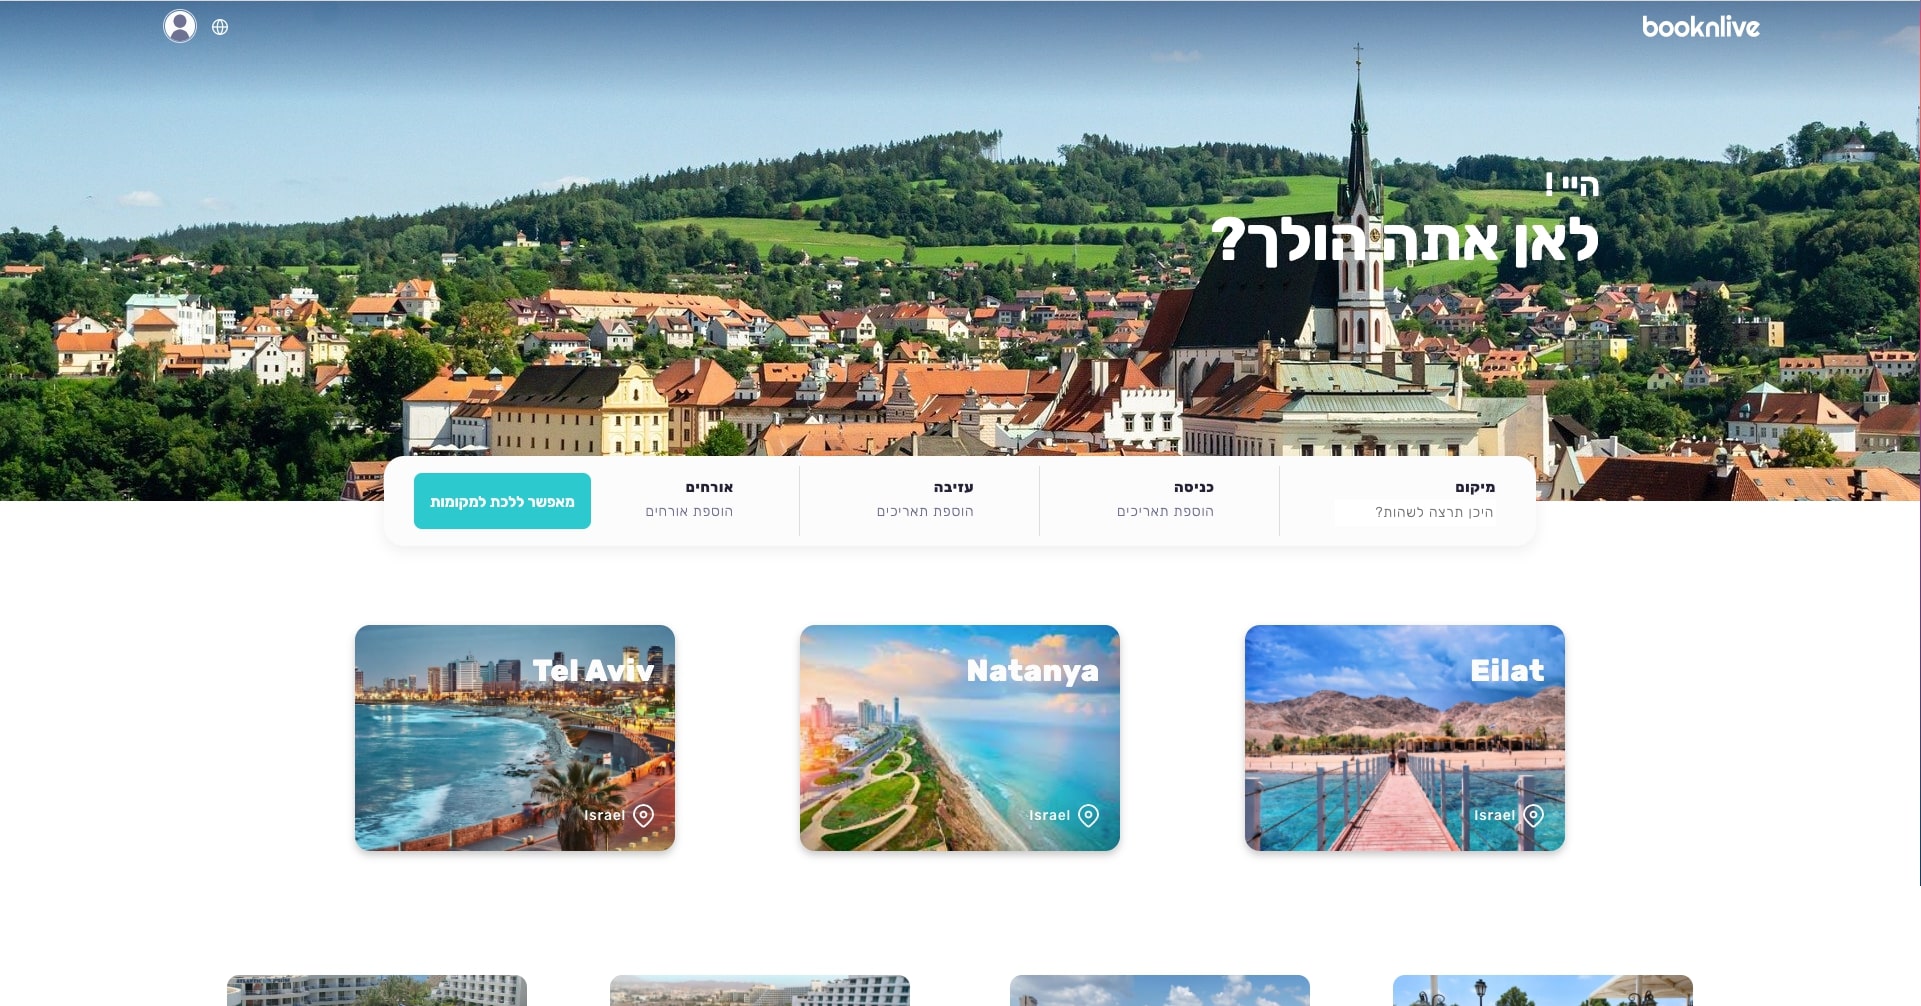 booknlive
היי !
לאן אתה הולך?
מיקום
היכן תרצה לשהות?
כניסה
הוספת תאריכים
עזיבה
הוספת תאריכים
אורחים
הוספת אורחים
מאפשר ללכת למקומות
Eilat
Israel
Natanya
Israel
Tel Aviv
Israel